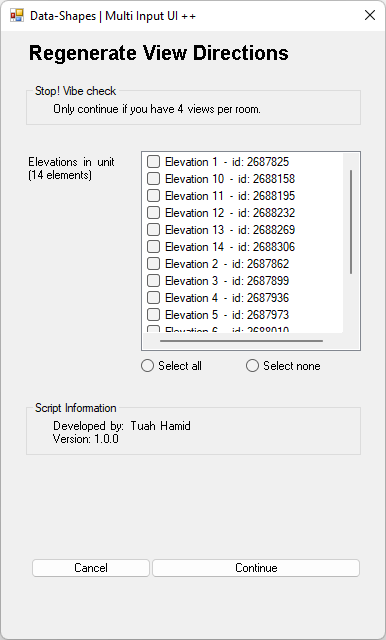 Data-Shapes | Multi Input UI ++
Regenerate View Directions
Stop! Vibe check
Only continue if you have 4 views per room.
Elevations in unit
(14 elements)
Elevation 1 - id: 2687825
Elevation 10 - id: 2688158
Elevation 11 - id: 2688195
Elevation 12 - id: 2688232
Elevation 13 - id: 2688269
Elevation 14 - id: 2688306
Elevation 2 - id: 2687862
Elevation 3 - id: 2687899
Elevation 4 - id: 2687936
Elevation 5 - id: 2687973
Elevation 6 - id: 2688010
Select all
Select none
Script Information
Developed by: Tuah Hamid
Version: 1.0.0
Cancel
Continue